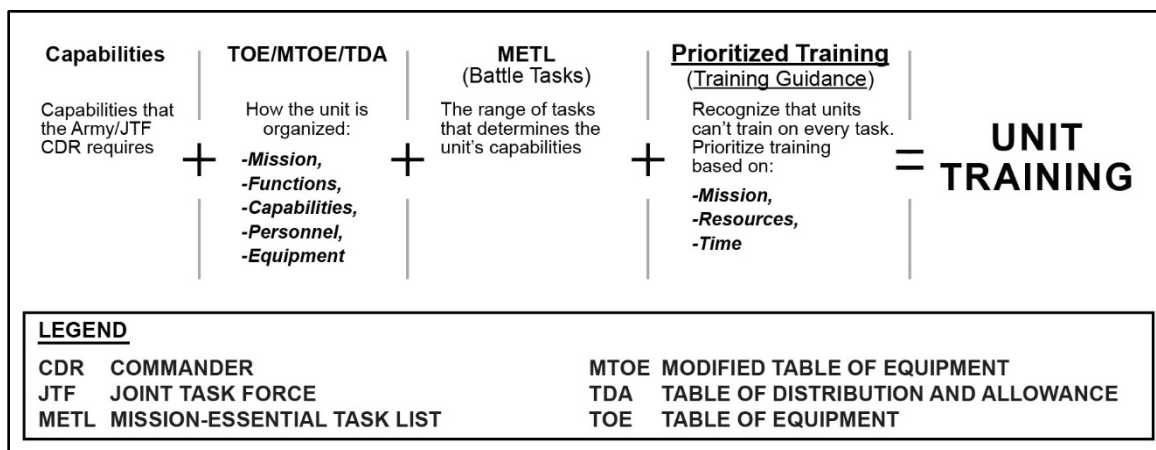 Capabilities
Capabilities that
the Army/JTF
CDR requires
+
TOE/MTOE/TDA
How the unit is
organized:
-Mission,
-Functions,
-Capabilities,
-Personnel,
-Equipment
+
METL
(Battle Tasks)
The range of tasks
that determines the
unit's capabilities
+
Prioritized Training
(Training Guidance)
Recognize that units
can't train on every task.
Prioritize training
based on:
-Mission,
-Resources,
-Time
=
UNIT
TRAINING
LEGEND
CDR COMMANDER
JTF JOINT TASK FORCE
METL MISSION-ESSENTIAL TASK LIST
MTOE MODIFIED TABLE OF EQUIPMENT
TDA TABLE OF DISTRIBUTION AND ALLOWANCE
TOE TABLE OF EQUIPMENT